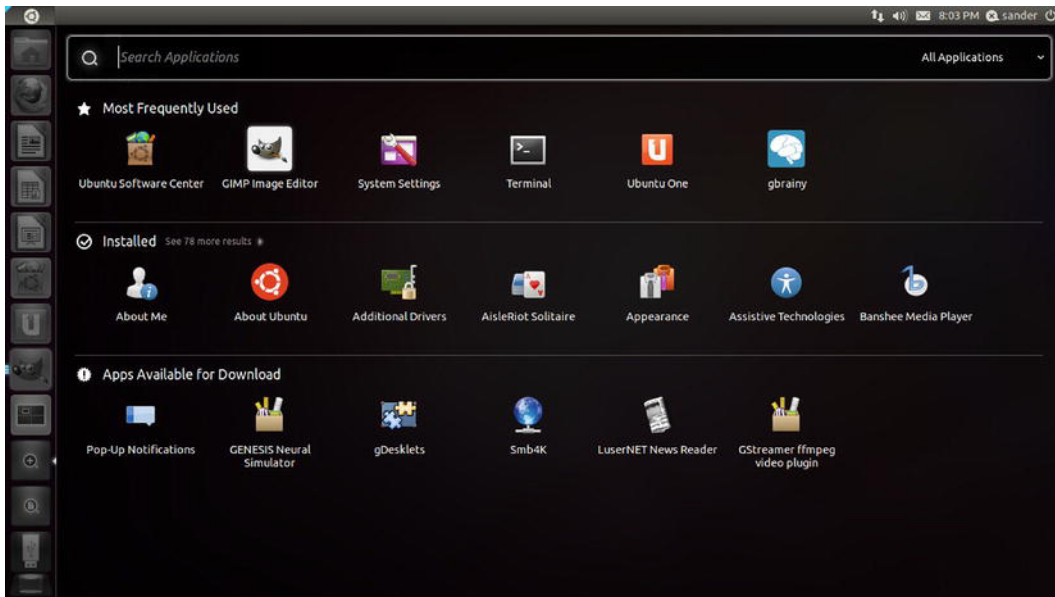 8:03 PM sander
Search Applications All Applications
Most Frequently Used
Ubuntu Software Center GIMP Image Editor System Settings Terminal Ubuntu One gbrainy
Installed See 78 more results
About Me About Ubuntu Additional Drivers AisleRiot Solitaire Appearance Assistive Technologies Banshee Media Player
Apps Available for Download
Pop-Up Notifications GENESIS Neural Simulator gDesklets Smb4K LuserNET News Reader GStreamer ffmpeg video plugin